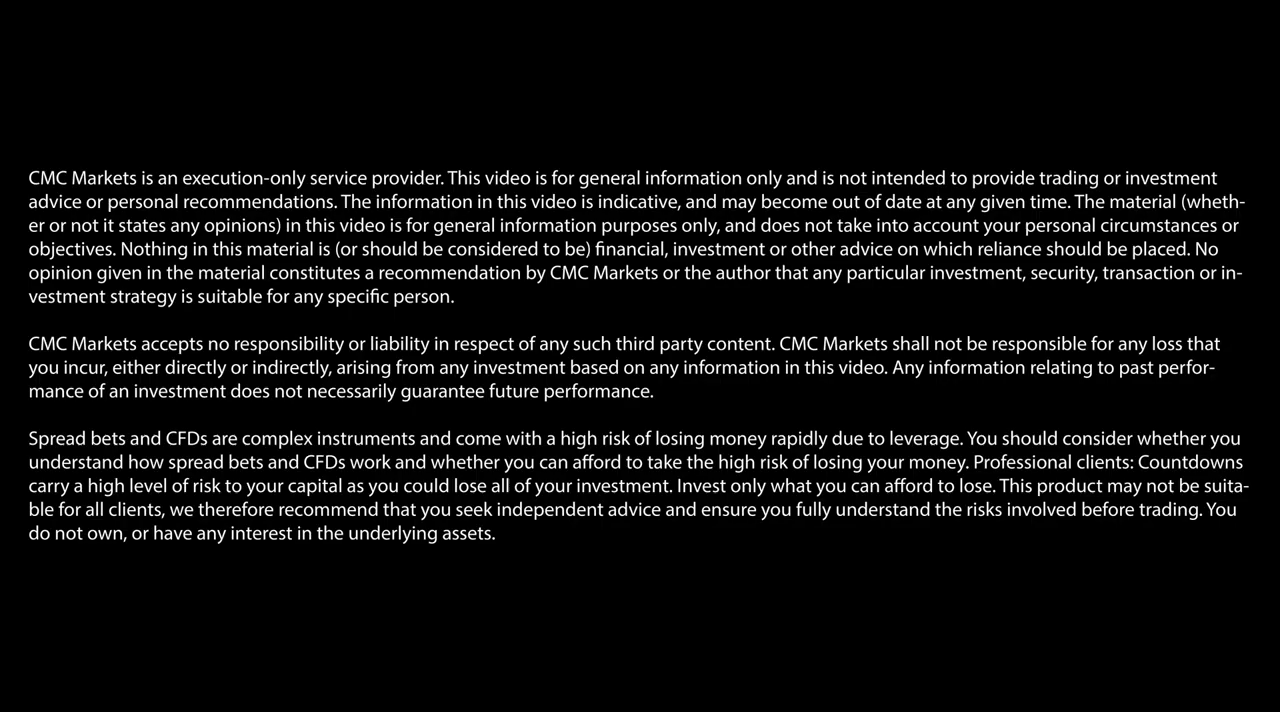 CMC Markets is an execution-only service provider. This video is for general information only and is not intended to provide trading or investment
advice or personal recommendations. The information in this video is indicative, and may become out of date at any given time. The material (wheth-
er or not it states any opinions) in this video is for general information purposes only, and does not take into account your personal circumstances or
objectives. Nothing in this material is (or should be considered to be) financial, investment or other advice on which reliance should be placed. No
opinion given in the material constitutes a recommendation by CMC Markets or the author that any particular investment, security, transaction or in-
vestment strategy is suitable for any specific person.
CMC Markets accepts no responsibility or liability in respect of any such third party content. CMC Markets shall not be responsible for any loss that
you incur, either directly or indirectly, arising from any investment based on any information in this video. Any information relating to past perfor-
mance of an investment does not necessarily guarantee future performance.
Spread bets and CFDs are complex instruments and come with a high risk of losing money rapidly due to leverage. You should consider whether you
understand how spread bets and CFDs work and whether you can afford to take the high risk of losing your money. Professional clients: Countdowns
carry a high level of risk to your capital as you could lose all of your investment. Invest only what you can afford to lose. This product may not be suita-
ble for all clients, we therefore recommend that you seek independent advice and ensure you fully understand the risks involved before trading. You
do not own, or have any interest in the underlying assets.